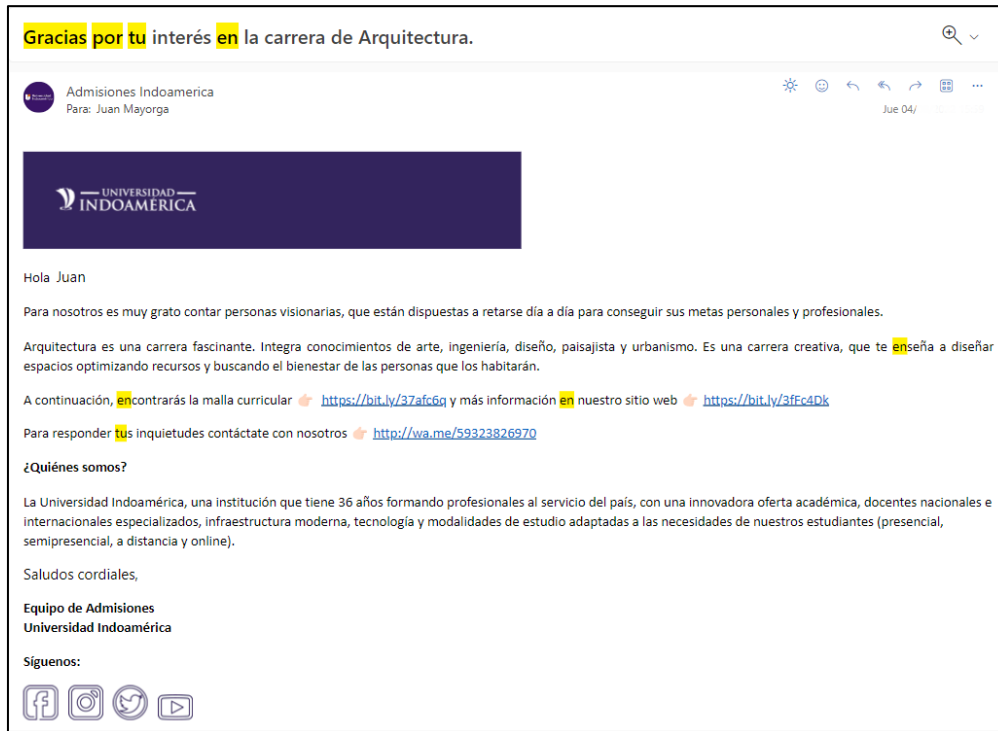 Gracias por tu interés en la carrera de Arquitectura.
Admisiones Indoamerica
Para: Juan Mayorga
Jue 04/
UNIVERSIDAD
INDOAMÉRICA
Hola Juan
Para nosotros es muy grato contar personas visionarias, que están dispuestas a retarse día a día para conseguir sus metas personales y profesionales.
Arquitectura es una carrera fascinante. Integra conocimientos de arte, ingeniería, diseño, paisajista y urbanismo. Es una carrera creativa, que te enseña a diseñar
espacios optimizando recursos y buscando el bienestar de las personas que los habitarán.
A continuación, encontrarás la malla curricular 👉 https://bit.ly/37afc6q y más información en nuestro sitio web 👉 https://bit.ly/3fFc4Dk
Para responder tus inquietudes contáctate con nosotros 👉 http://wa.me/59323826970
¿Quiénes somos?
La Universidad Indoamérica, una institución que tiene 36 años formando profesionales al servicio del país, con una innovadora oferta académica, docentes nacionales e
internacionales especializados, infraestructura moderna, tecnología y modalidades de estudio adaptadas a las necesidades de nuestros estudiantes (presencial,
semipresencial, a distancia y online).
Saludos cordiales,
Equipo de Admisiones
Universidad Indoamérica
Síguenos: